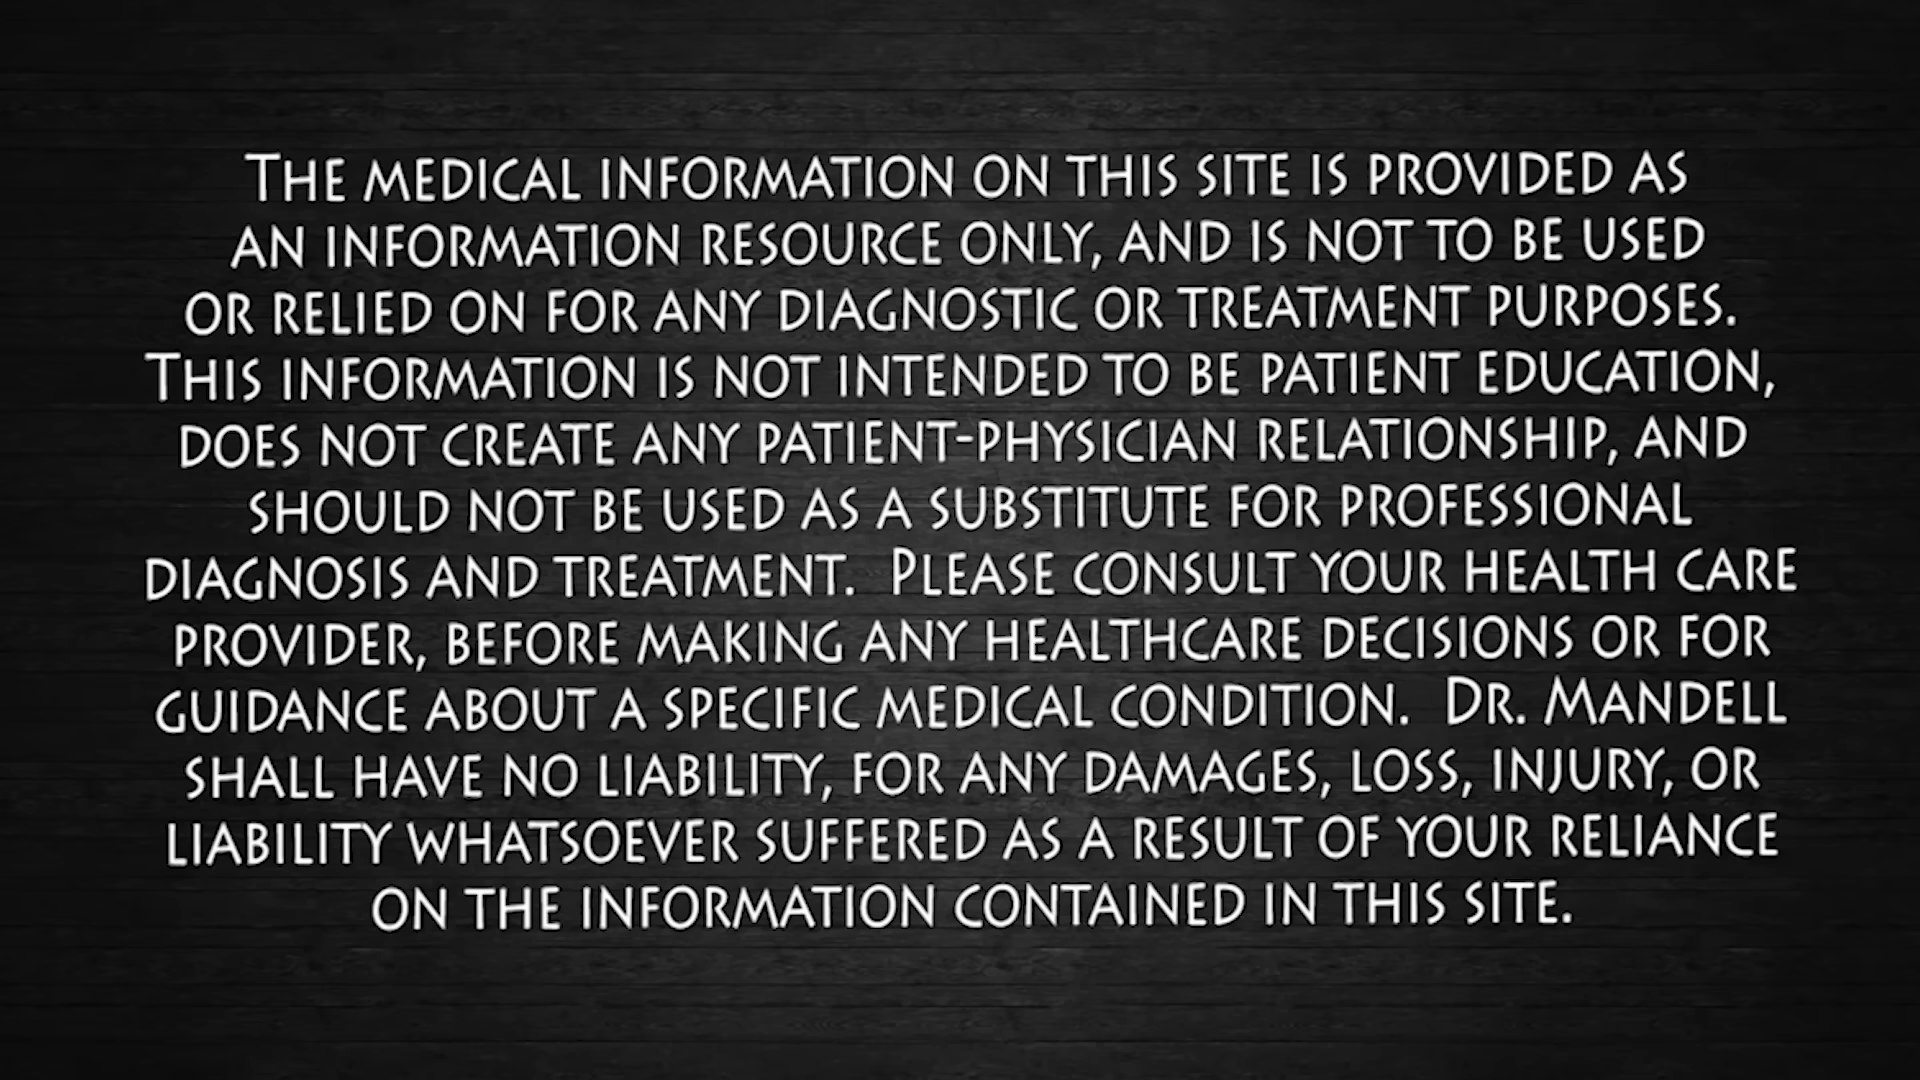 The medical information on this site is provided as
an information resource only, and is not to be used
or relied on for any diagnostic or treatment purposes.
This information is not intended to be patient education,
does not create any patient-physician relationship, and
should not be used as a substitute for professional
diagnosis and treatment. Please consult your health care
provider, before making any healthcare decisions or for
guidance about a specific medical condition. Dr. Mandell
shall have no liability, for any damages, loss, injury, or
liability whatsoever suffered as a result of your reliance
on the information contained in this site.